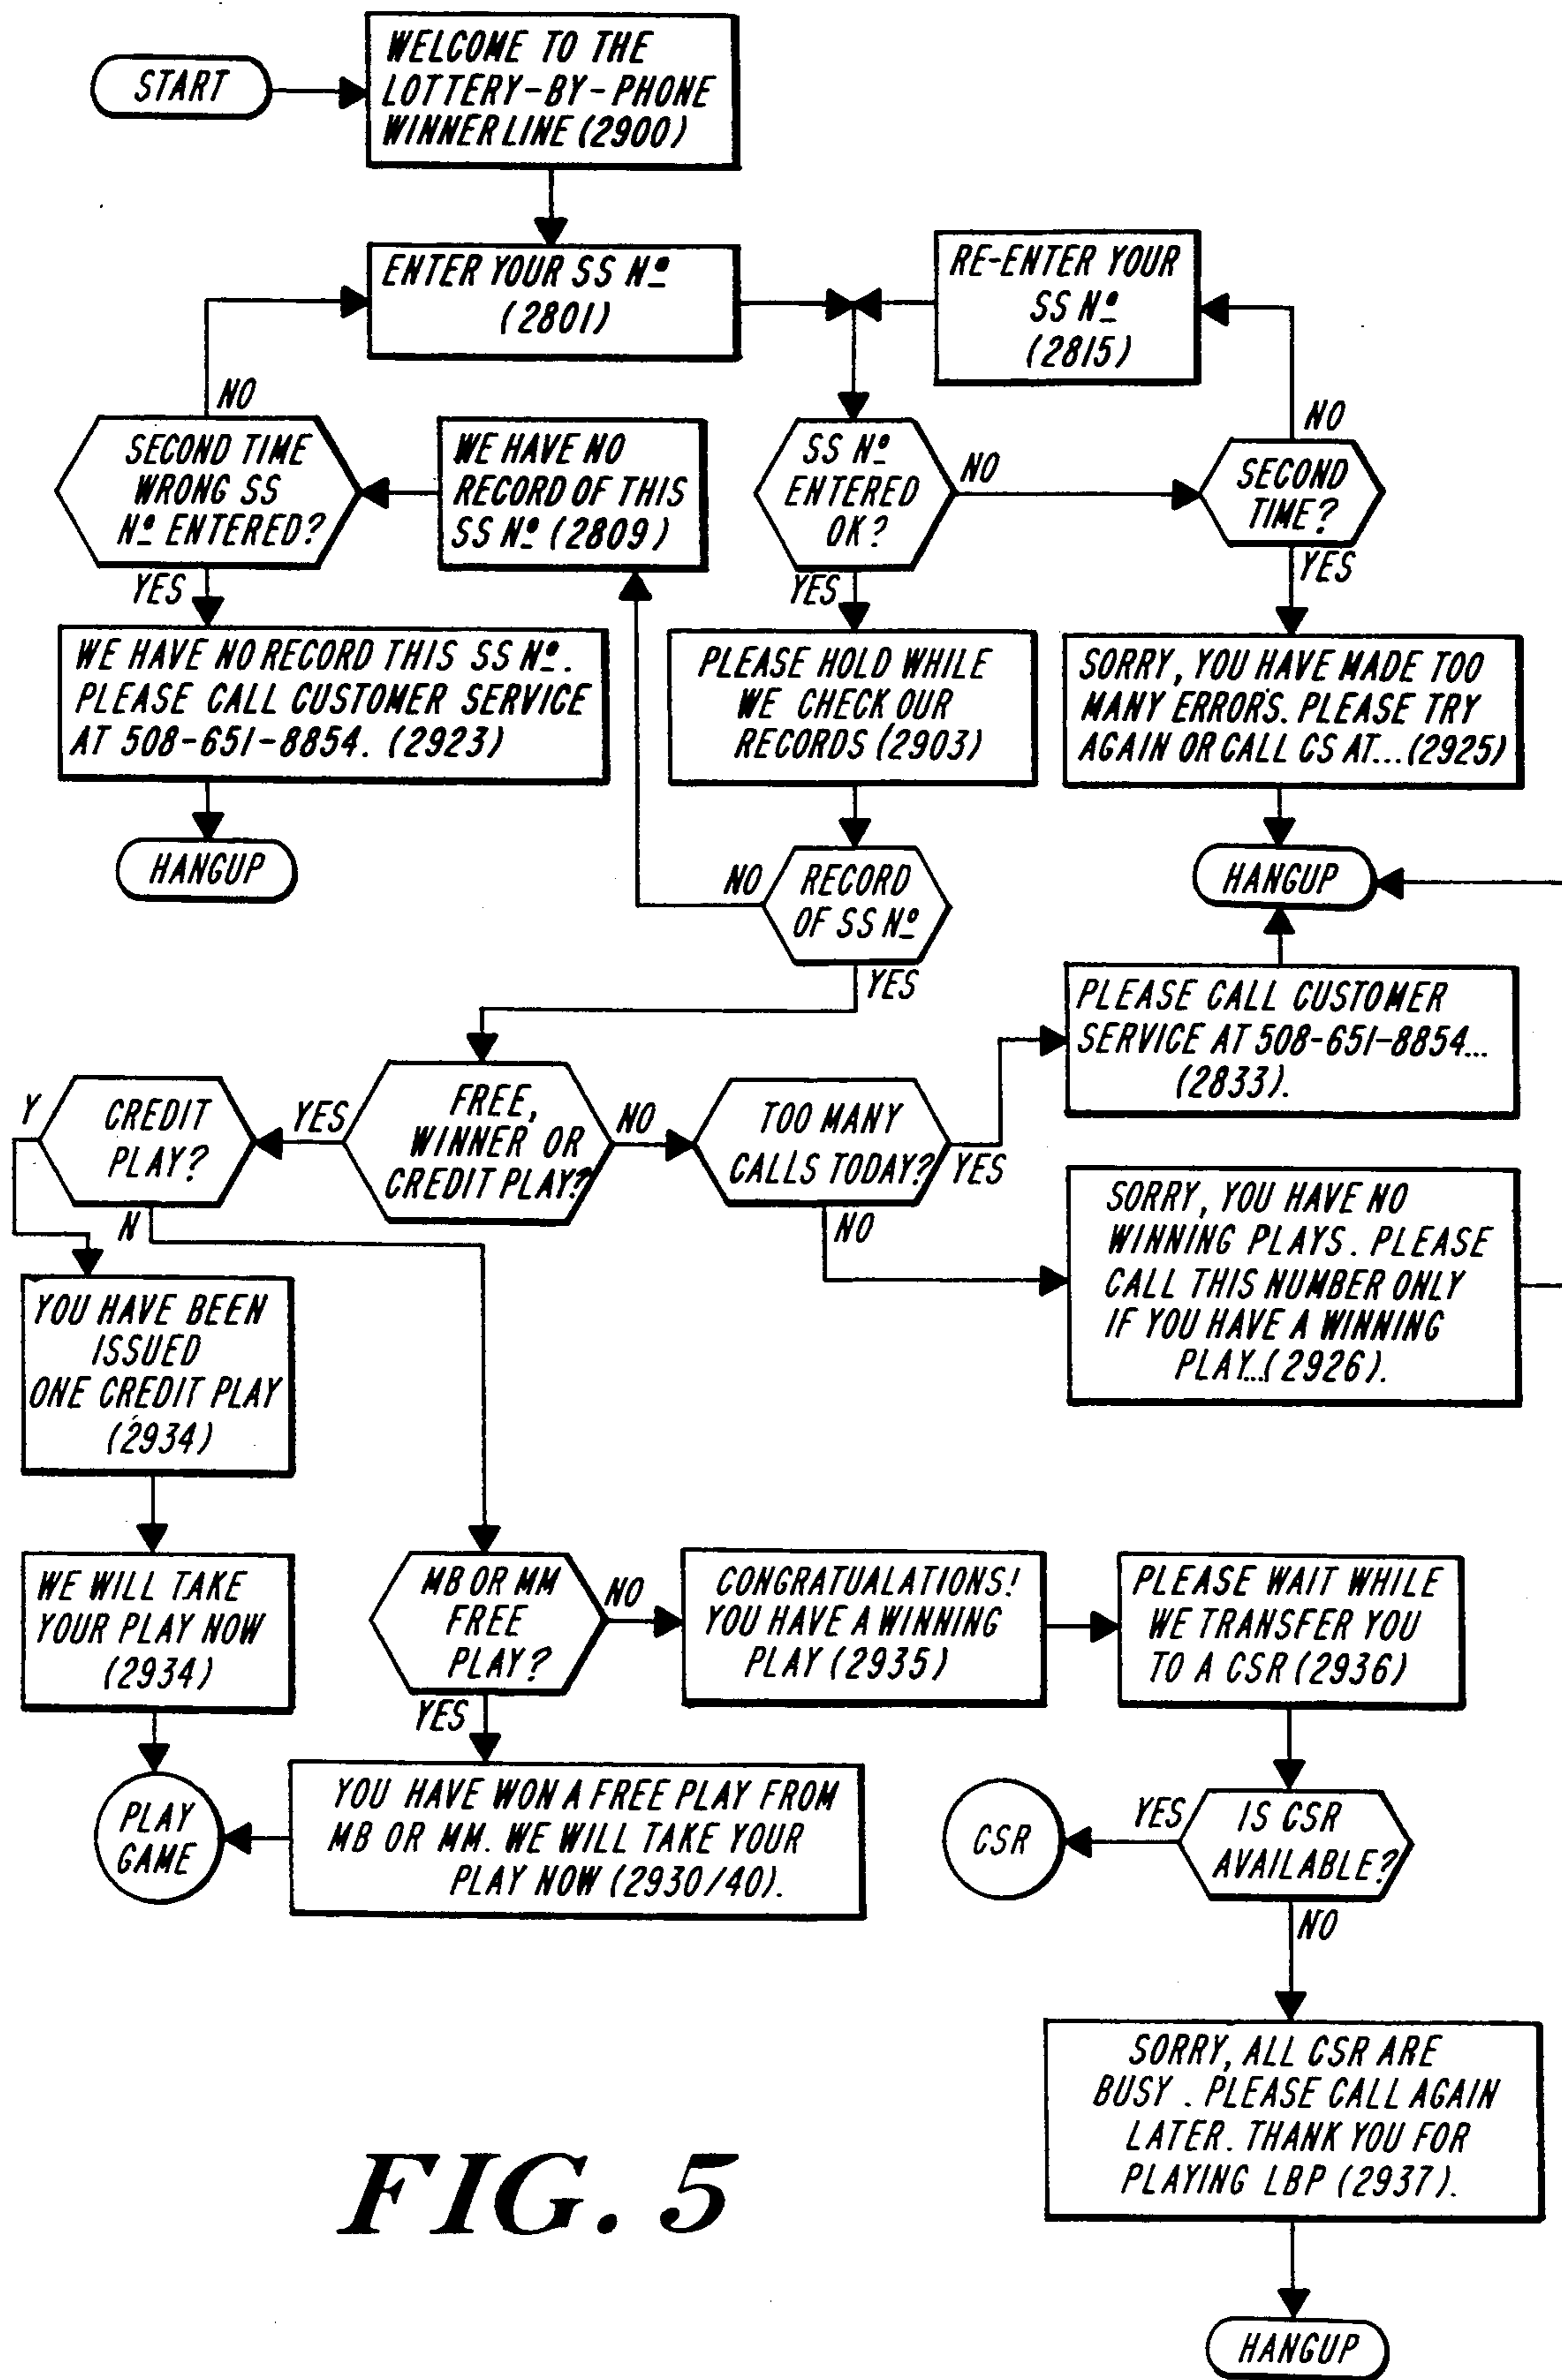 START
WELCOME TO THE
LOTTERY-BY-PHONE
WINNER LINE (2900)
ENTER YOUR SS Nº
(2801)
RE-ENTER YOUR
SS Nº
(2815)
NO
SECOND TIME
WRONG SS
Nº ENTERED?
YES
WE HAVE NO
RECORD OF THIS
SS Nº (2809)
SS Nº
ENTERED
OK?
NO
YES
NO
SECOND
TIME?
YES
WE HAVE NO RECORD THIS SS Nº.
PLEASE CALL CUSTOMER SERVICE
AT 508-651-8854. (2923)
PLEASE HOLD WHILE
WE CHECK OUR
RECORDS (2903)
SORRY, YOU HAVE MADE TOO
MANY ERRORS. PLEASE TRY
AGAIN OR CALL CS AT... (2925)
HANGUP
NO
RECORD
OF SS Nº
YES
HANGUP
PLEASE CALL CUSTOMER
SERVICE AT 508-651-8854...
(2833).
Y
CREDIT
PLAY?
N
YES
FREE,
WINNER OR
CREDIT PLAY?
NO
TOO MANY
CALLS TODAY?
YES
NO
SORRY, YOU HAVE NO
WINNING PLAYS. PLEASE
CALL THIS NUMBER ONLY
IF YOU HAVE A WINNING
PLAY...(2926).
YOU HAVE BEEN
ISSUED
ONE CREDIT PLAY
(2934)
WE WILL TAKE
YOUR PLAY NOW
(2934)
MB OR MM
FREE
PLAY?
NO
YES
CONGRATUALATIONS!
YOU HAVE A WINNING
PLAY (2935)
PLEASE WAIT WHILE
WE TRANSFER YOU
TO A CSR (2936)
PLAY
GAME
YOU HAVE WON A FREE PLAY FROM
MB OR MM. WE WILL TAKE YOUR
PLAY NOW (2930/40).
CSR
YES
IS CSR
AVAILABLE?
NO
SORRY, ALL CSR ARE
BUSY. PLEASE CALL AGAIN
LATER. THANK YOU FOR
PLAYING LBP (2937).
HANGUP
FIG. 5